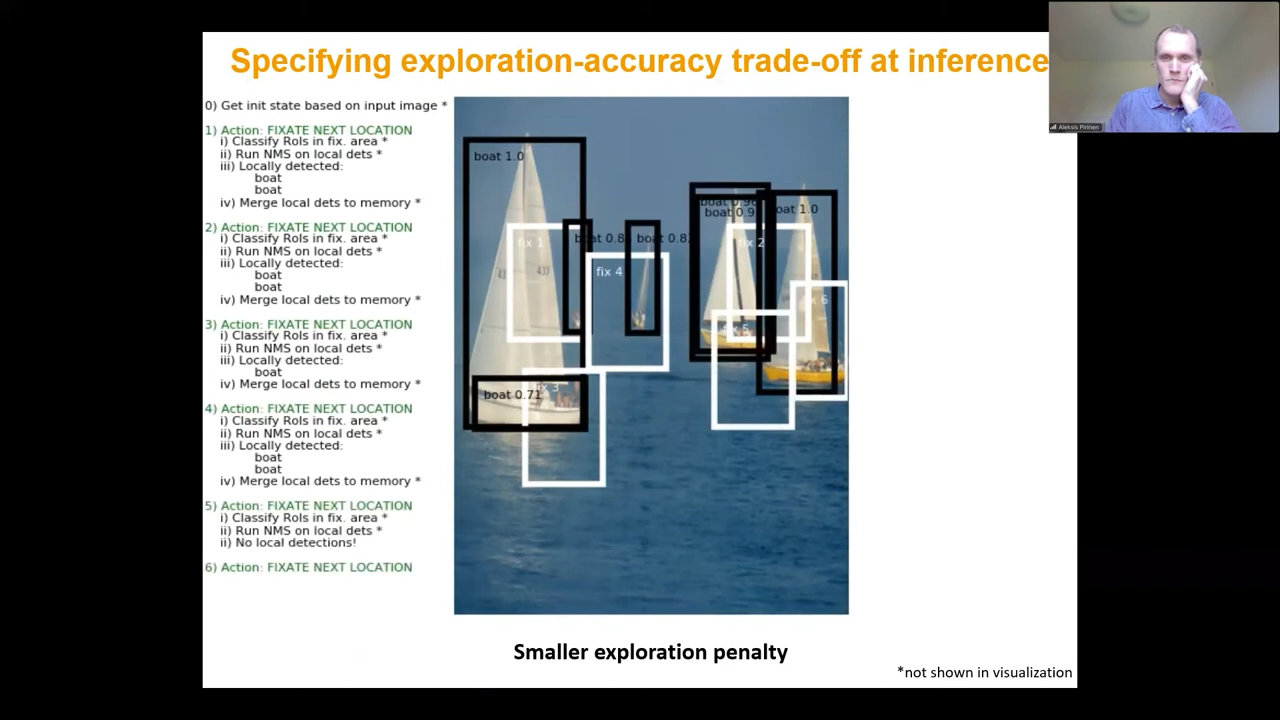 Specifying exploration-accuracy trade-off at inference
Aleksis Pirinen
0) Get init state based on input image *
1) Action: FIXATE NEXT LOCATION
i) Classify RoIs in fix. area *
ii) Run NMS on local dets *
iii) Locally detected:
boat
boat
iv) Merge local dets to memory *
2) Action: FIXATE NEXT LOCATION
i) Classify RoIs in fix. area *
ii) Run NMS on local dets *
iii) Locally detected:
boat
boat
iv) Merge local dets to memory *
3) Action: FIXATE NEXT LOCATION
i) Classify RoIs in fix. area *
ii) Run NMS on local dets *
iii) Locally detected:
boat
iv) Merge local dets to memory *
4) Action: FIXATE NEXT LOCATION
i) Classify RoIs in fix. area *
ii) Run NMS on local dets *
iii) Locally detected:
boat
boat
iv) Merge local dets to memory *
5) Action: FIXATE NEXT LOCATION
i) Classify RoIs in fix. area *
ii) Run NMS on local dets *
ii) No local detections!
6) Action: FIXATE NEXT LOCATION
boat 1.0
boat 0.9
boat 1.0
fix 1
fix 2
fix 4
boat 0.71
437
Smaller exploration penalty
*not shown in visualization